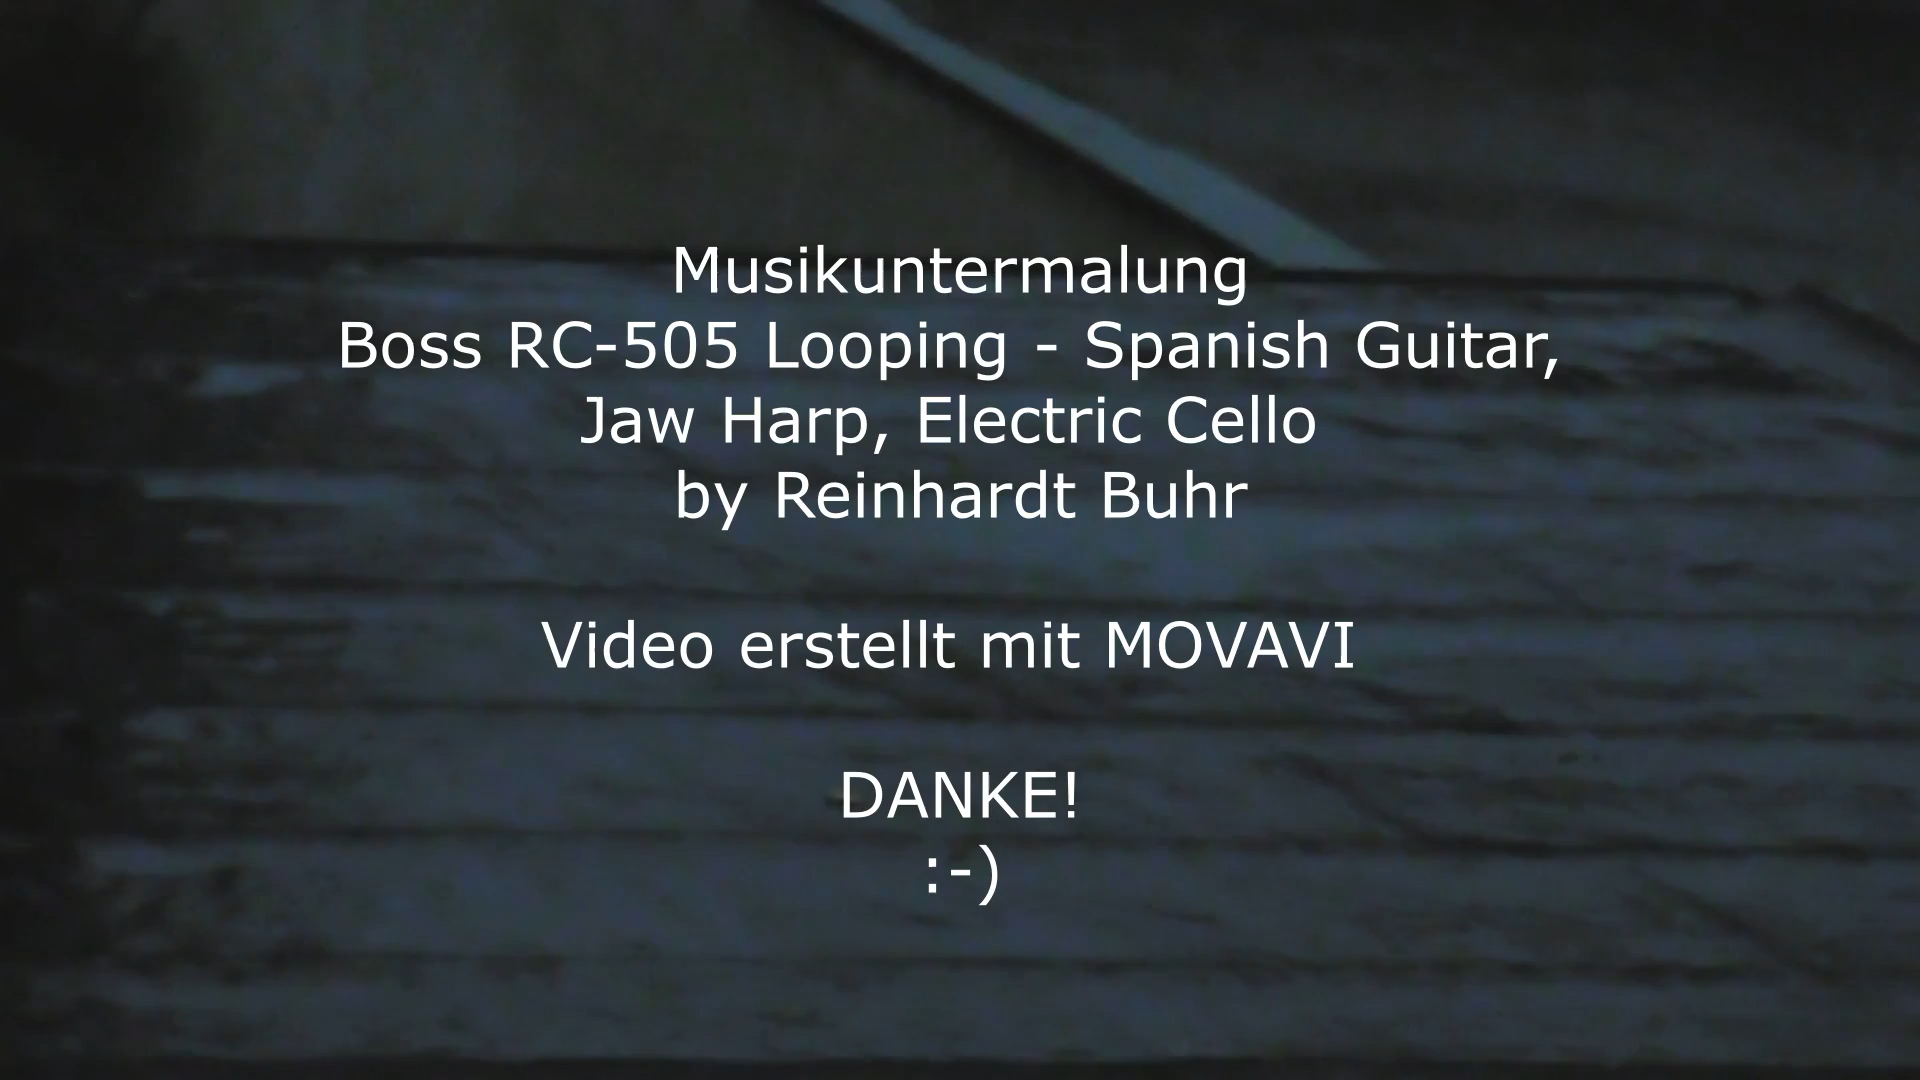 Musikuntermalung
Boss RC-505 Looping - Spanish Guitar,
Jaw Harp, Electric Cello
by Reinhardt Buhr
Video erstellt mit MOVAVI
DANKE!
:-)